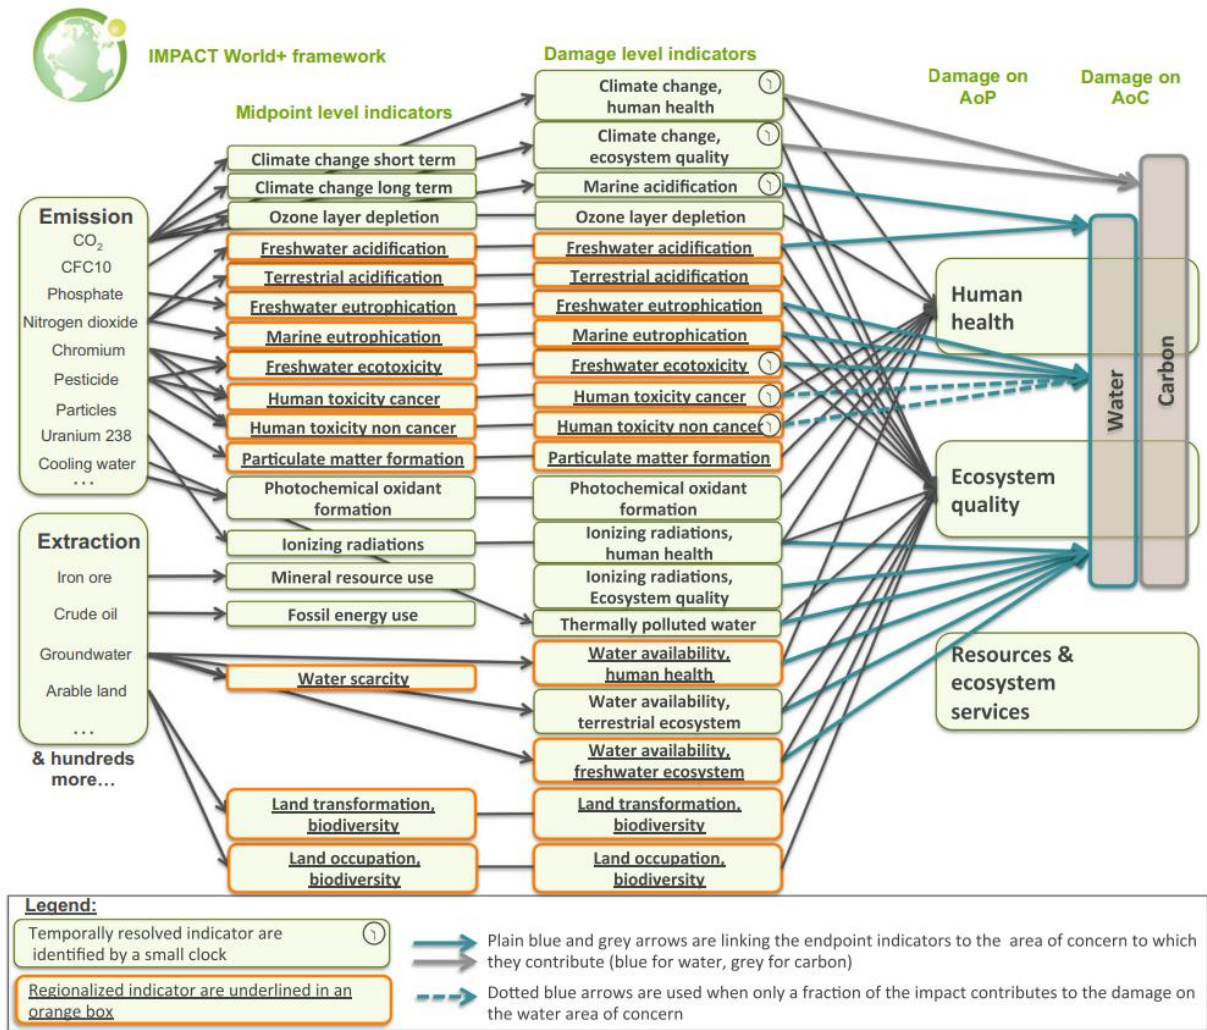 IMPACT World+ framework
Damage level indicators
Damage on
AoP
Damage on
AoC
Midpoint level indicators
Climate change,
human health
Climate change,
ecosystem quality
Climate change short term
Climate change long term
Marine acidification
Ozone layer depletion
Ozone layer depletion
Freshwater acidification
Freshwater acidification
Terrestrial acidification
Terrestrial acidification
Freshwater eutrophication
Freshwater eutrophication
Marine eutrophication
Marine eutrophication
Freshwater ecotoxicity
Freshwater ecotoxicity
Human toxicity cancer
Human toxicity cancer
Human toxicity non cancer
Human toxicity non cancer
Particulate matter formation
Particulate matter formation
Photochemical oxidant
formation
Photochemical oxidant
formation
Ionizing radiations
Ionizing radiations,
human health
Mineral resource use
Ionizing radiations,
Ecosystem quality
Fossil energy use
Thermally polluted water
Water scarcity
Water availability,
human health
Water availability,
terrestrial ecosystem
Water availability,
freshwater ecosystem
Land transformation,
biodiversity
Land transformation,
biodiversity
Land occupation,
biodiversity
Land occupation,
biodiversity
Emission
CO2
CFC10
Phosphate
Nitrogen dioxide
Chromium
Pesticide
Particles
Uranium 238
Cooling water
...
Extraction
Iron ore
Crude oil
Groundwater
Arable land
...
& hundreds
more...
Human
health
Ecosystem
quality
Resources &
ecosystem
services
Water
Carbon
Legend:
Temporally resolved indicator are
identified by a small clock
Regionalized indicator are underlined in an
orange box
Plain blue and grey arrows are linking the endpoint indicators to the area of concern to which
they contribute (blue for water, grey for carbon)
Dotted blue arrows are used when only a fraction of the impact contributes to the damage on
the water area of concern